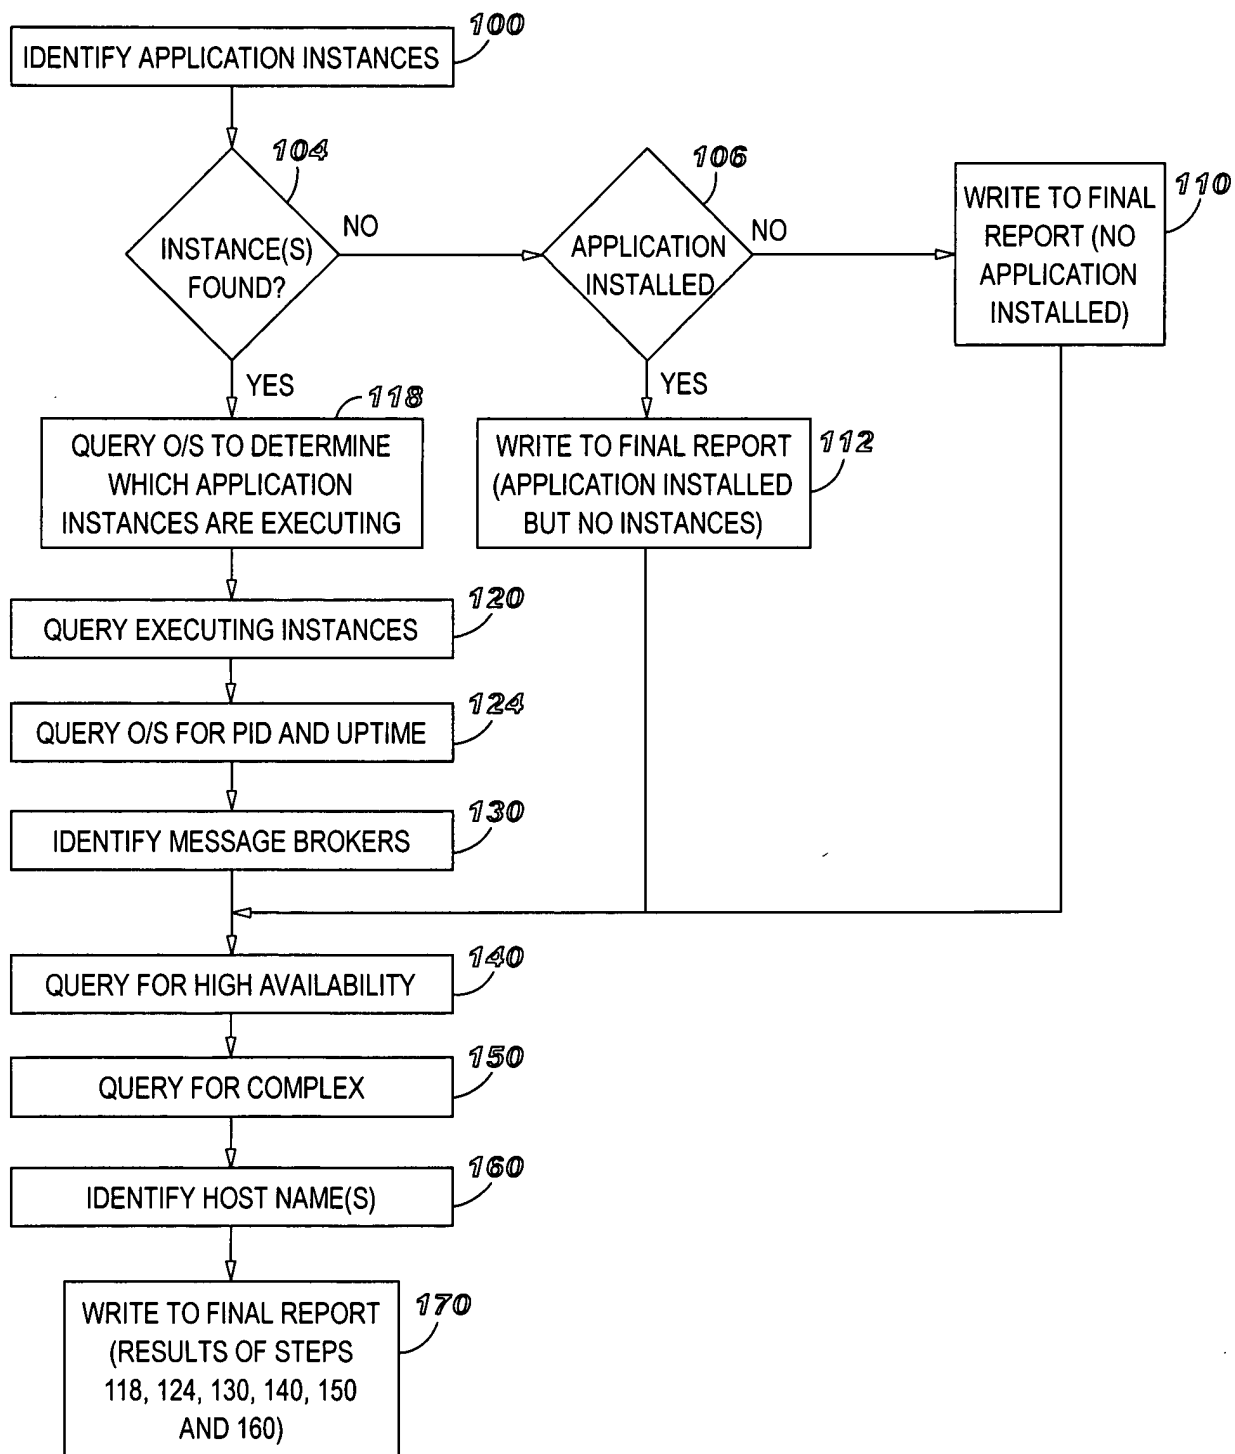 100
IDENTIFY APPLICATION INSTANCES
104
INSTANCE(S)
FOUND?
NO
106
APPLICATION
INSTALLED
NO
110
WRITE TO FINAL
REPORT (NO
APPLICATION
INSTALLED)
YES
118
QUERY O/S TO DETERMINE
WHICH APPLICATION
INSTANCES ARE EXECUTING
YES
112
WRITE TO FINAL REPORT
(APPLICATION INSTALLED
BUT NO INSTANCES)
120
QUERY EXECUTING INSTANCES
124
QUERY O/S FOR PID AND UPTIME
130
IDENTIFY MESSAGE BROKERS
140
QUERY FOR HIGH AVAILABILITY
150
QUERY FOR COMPLEX
160
IDENTIFY HOST NAME(S)
170
WRITE TO FINAL REPORT
(RESULTS OF STEPS
118, 124, 130, 140, 150
AND 160)